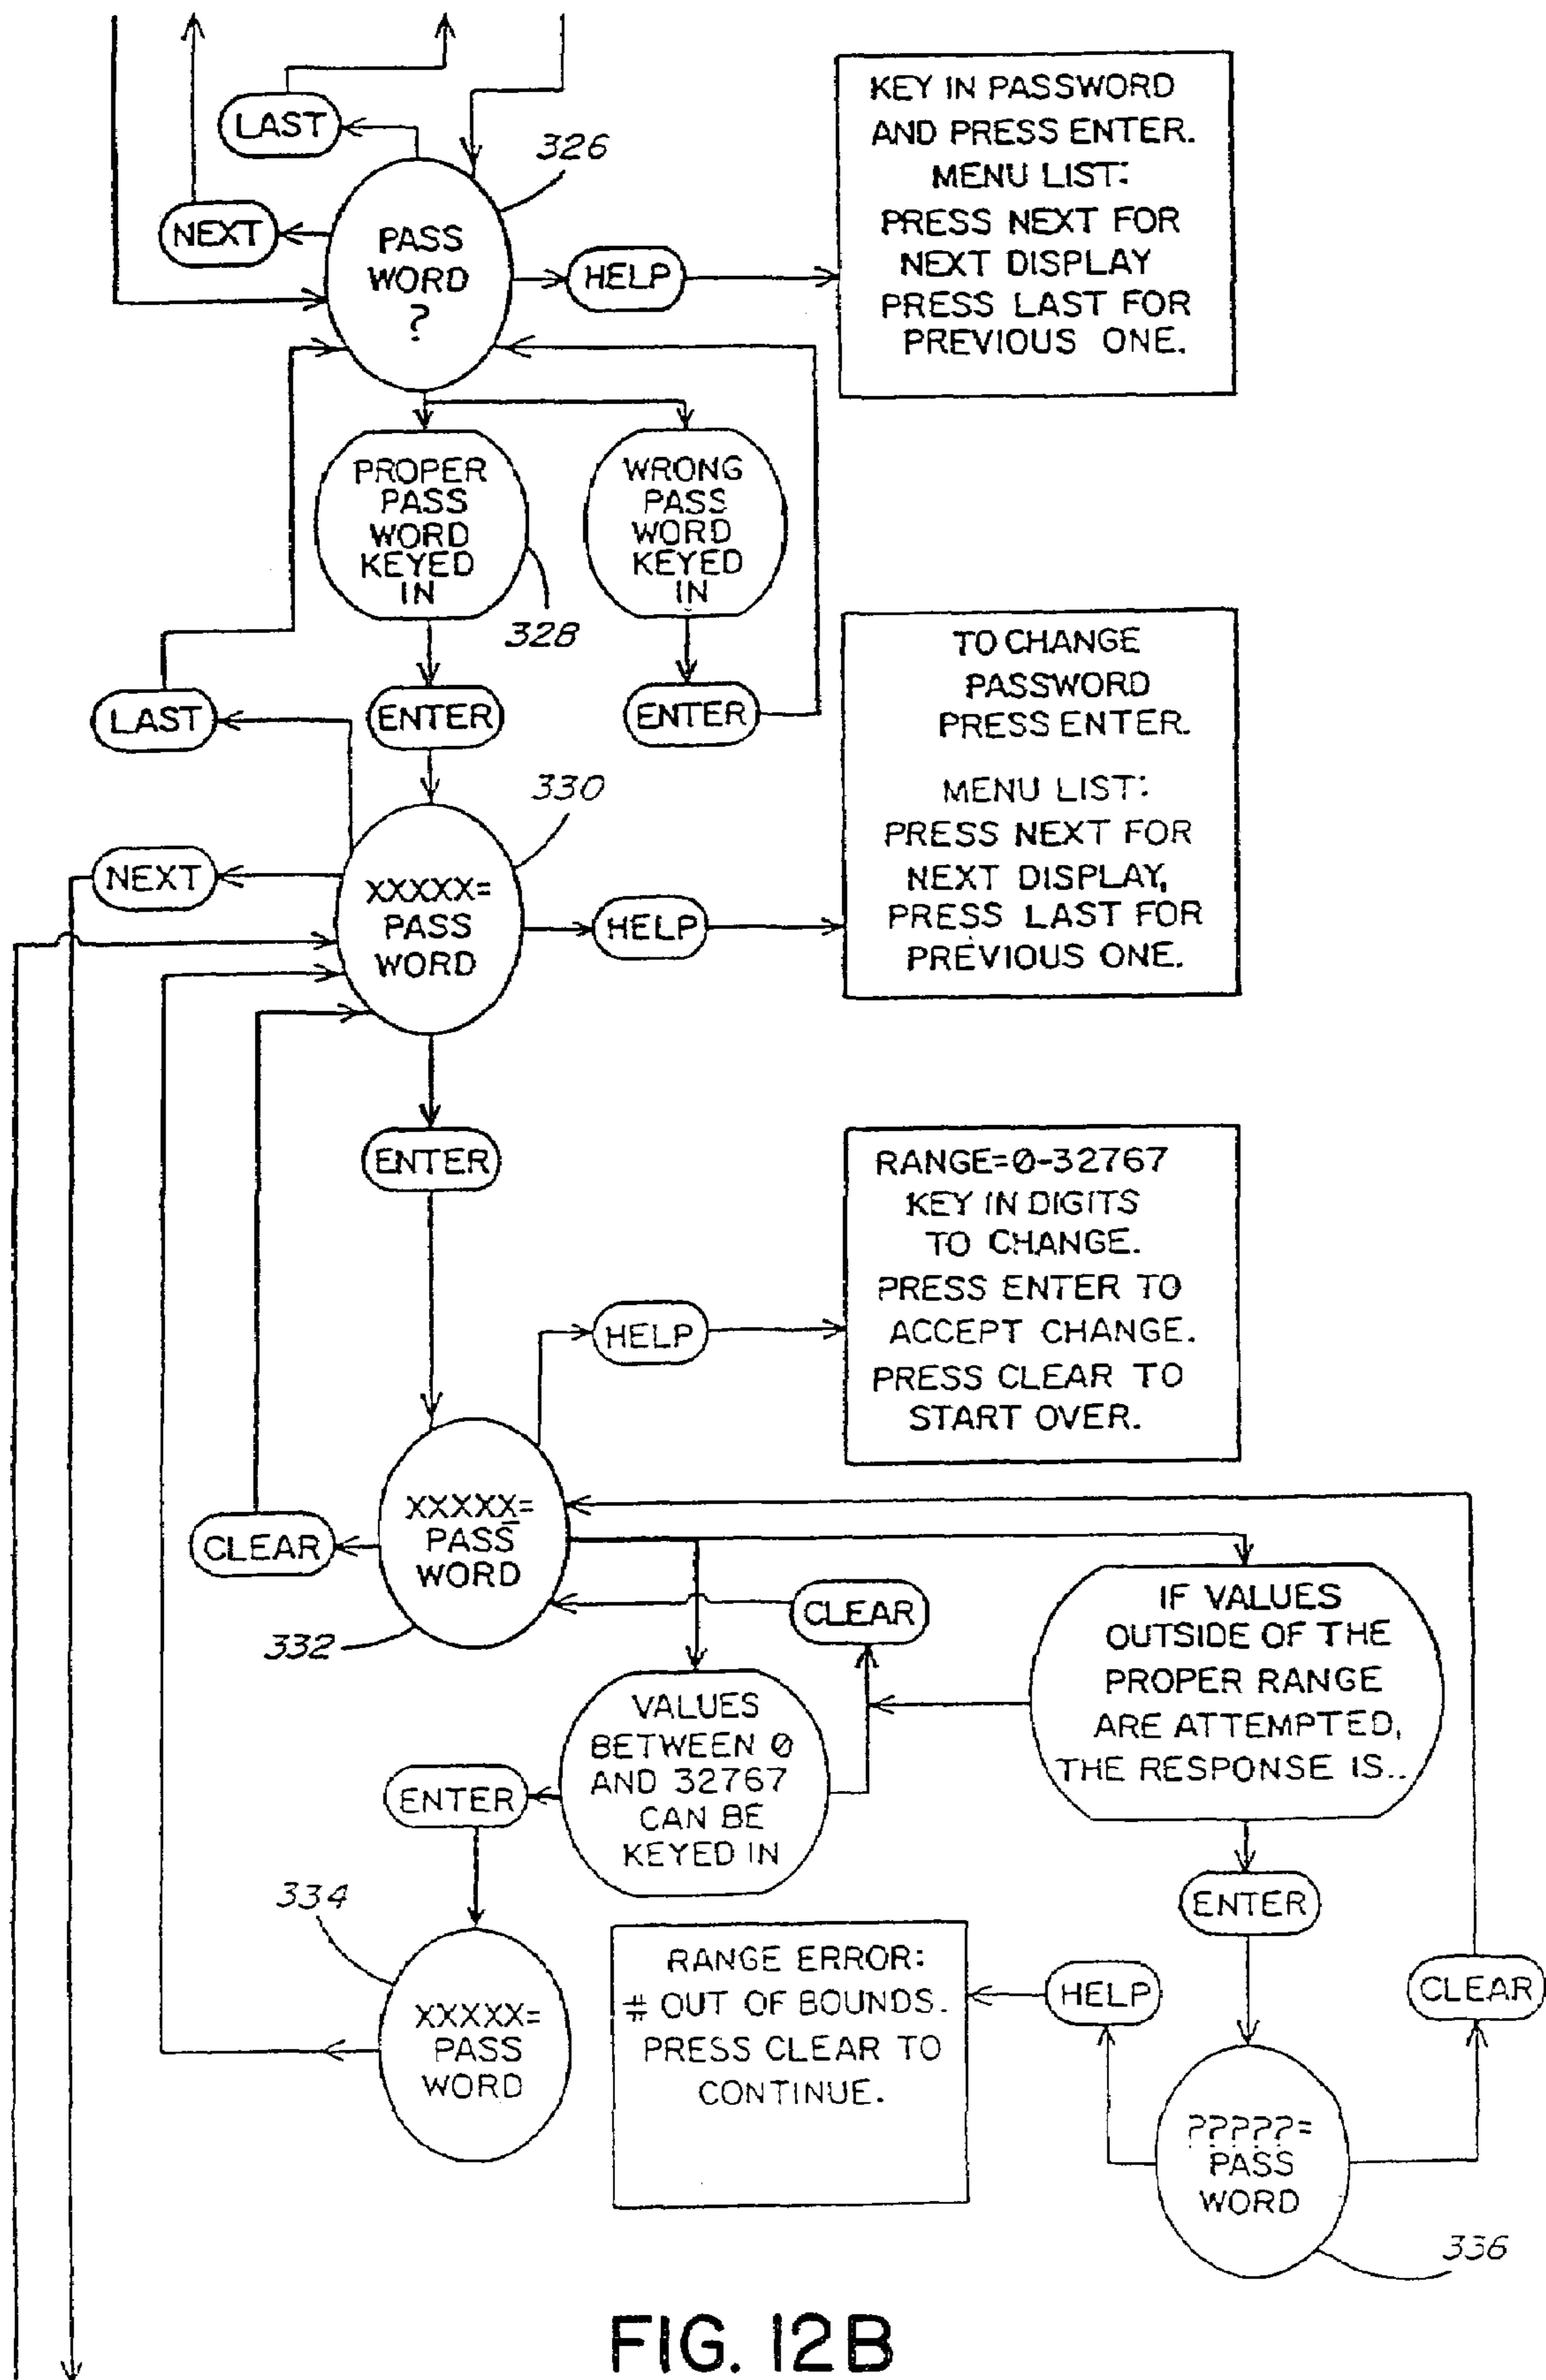 LAST
326
NEXT
PASS
WORD
?
HELP
KEY IN PASSWORD
AND PRESS ENTER.
MENU LIST:
PRESS NEXT FOR
NEXT DISPLAY
PRESS LAST FOR
PREVIOUS ONE.
PROPER
PASS
WORD
KEYED
IN
328
WRONG
PASS
WORD
KEYED
IN
LAST
ENTER
ENTER
TO CHANGE
PASSWORD
PRESS ENTER.
MENU LIST:
PRESS NEXT FOR
NEXT DISPLAY,
PRESS LAST FOR
PREVIOUS ONE.
330
NEXT
XXXXX=
PASS
WORD
HELP
ENTER
RANGE=0-32767
KEY IN DIGITS
TO CHANGE.
PRESS ENTER TO
ACCEPT CHANGE.
PRESS CLEAR TO
START OVER.
HELP
CLEAR
XXXXX=
PASS
WORD
332
CLEAR
IF VALUES
OUTSIDE OF THE
PROPER RANGE
ARE ATTEMPTED,
THE RESPONSE IS..
VALUES
BETWEEN 0
AND 32767
CAN BE
KEYED IN
ENTER
334
XXXXX=
PASS
WORD
ENTER
RANGE ERROR:
# OUT OF BOUNDS.
PRESS CLEAR TO
CONTINUE.
HELP
CLEAR
?????=
PASS
WORD
336
FIG. 12B